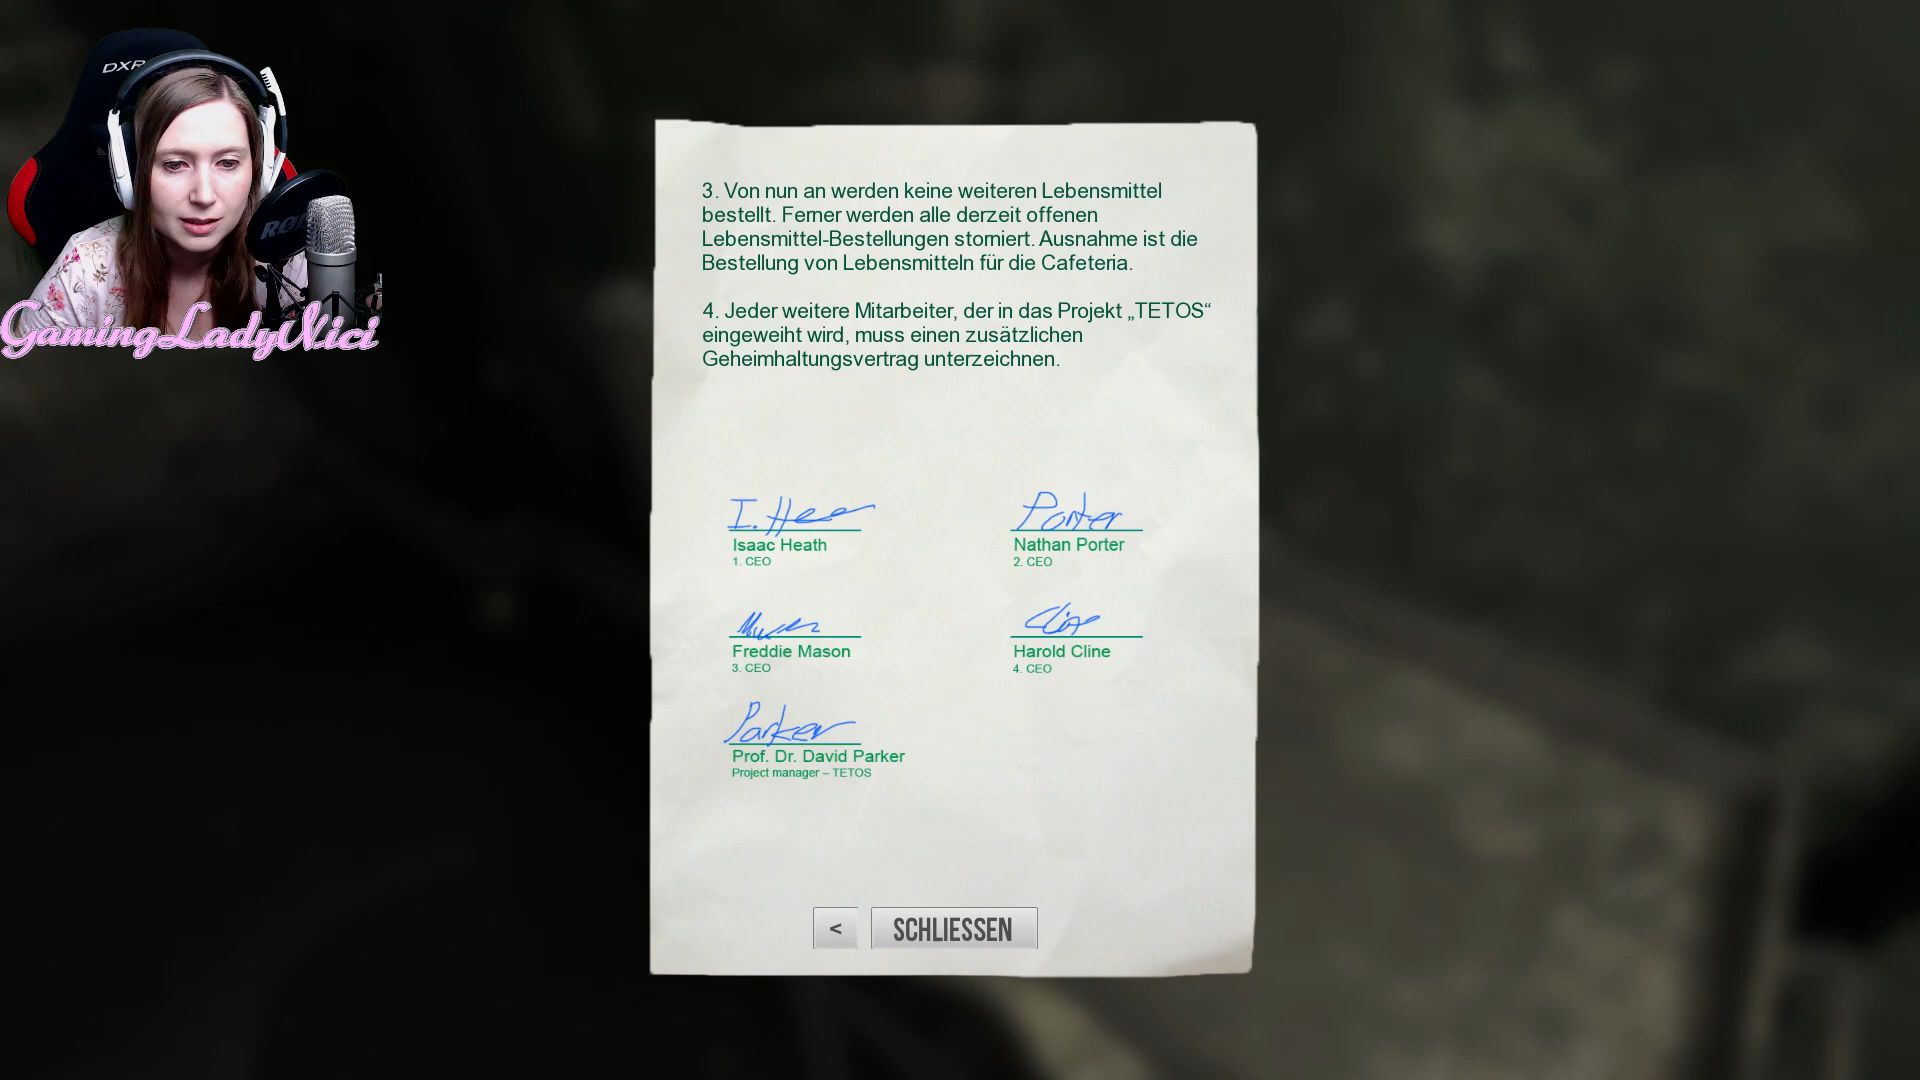 DXR
RØD
GamingLadyNici
3. Von nun an werden keine weiteren Lebensmittel
bestellt. Ferner werden alle derzeit offenen
Lebensmittel-Bestellungen storniert. Ausnahme ist die
Bestellung von Lebensmitteln für die Cafeteria.
4. Jeder weitere Mitarbeiter, der in das Projekt „TETOS“
eingeweiht wird, muss einen zusätzlichen
Geheimhaltungsvertrag unterzeichnen.
Porter
Isaac Heath
Nathan Porter
1. CEO
2. CEO
Freddie Mason
Harold Cline
3. CEO
4. CEO
Parker
Prof. Dr. David Parker
Project manager – TETOS
<
SCHLIESSEN